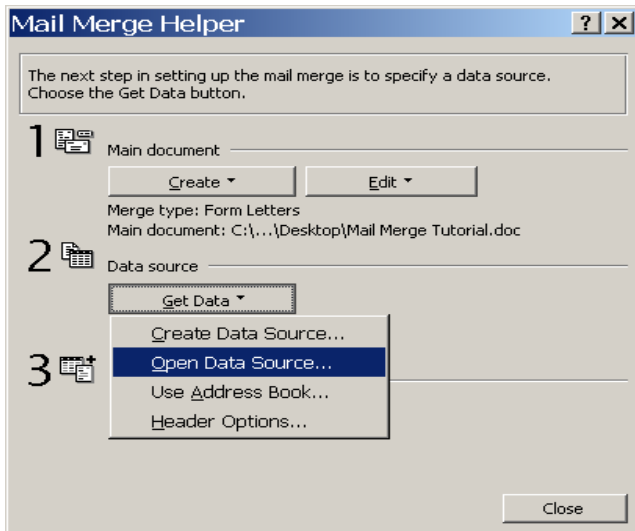 Mail Merge Helper
The next step in setting up the mail merge is to specify a data source.
Choose the Get Data button.
1
Main document
Create
Edit
Merge type: Form Letters
Main document: C:\...\Desktop\Mail Merge Tutorial.doc
2
Data source
Get Data
Create Data Source...
Open Data Source...
3
Use Address Book...
Header Options...
Close